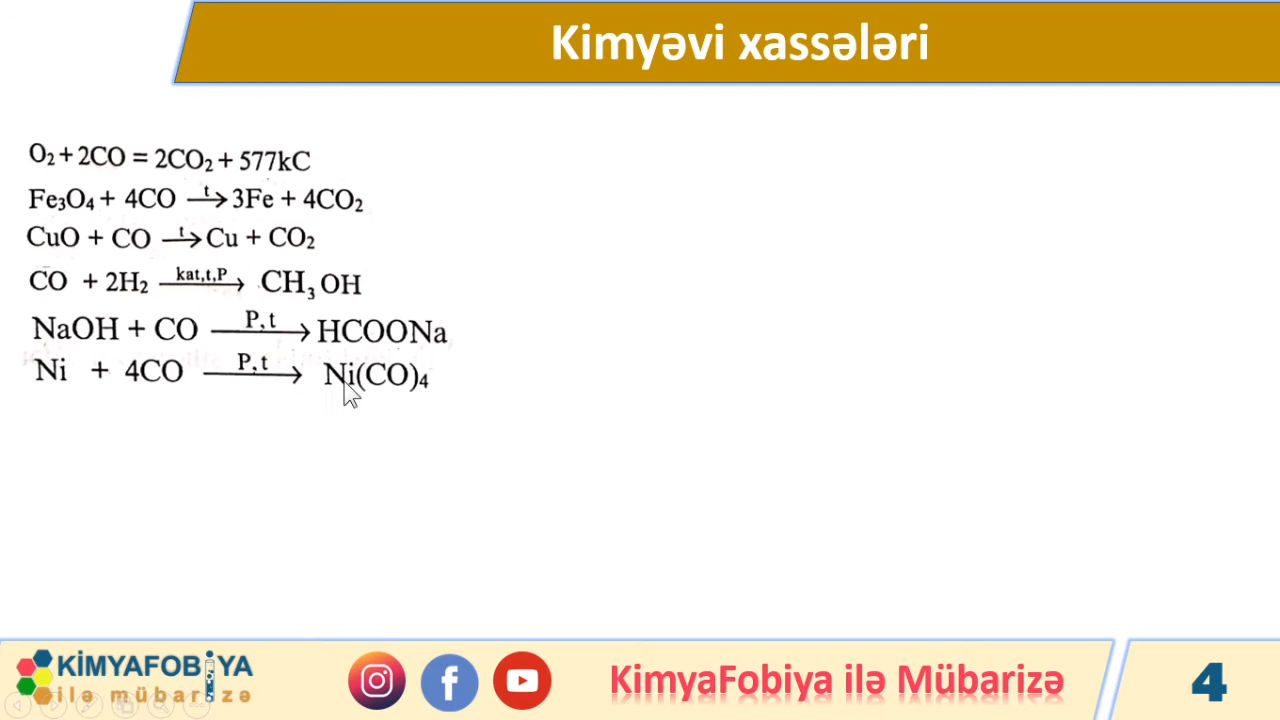 Kimyəvi xassələri
O₂ + 2CO = 2CO₂ + 577kC
Fe₃O₄ + 4CO —t→ 3Fe + 4CO₂
CuO + CO —t→ Cu + CO₂
CO + 2H₂ —kat,t,P→ CH₃OH
NaOH + CO —P,t→ HCOONa
Ni + 4CO —P,t→ Ni(CO)₄
KİMYAFOBİYA
ilə mübarizə
KimyaFobiya ilə Mübarizə
4